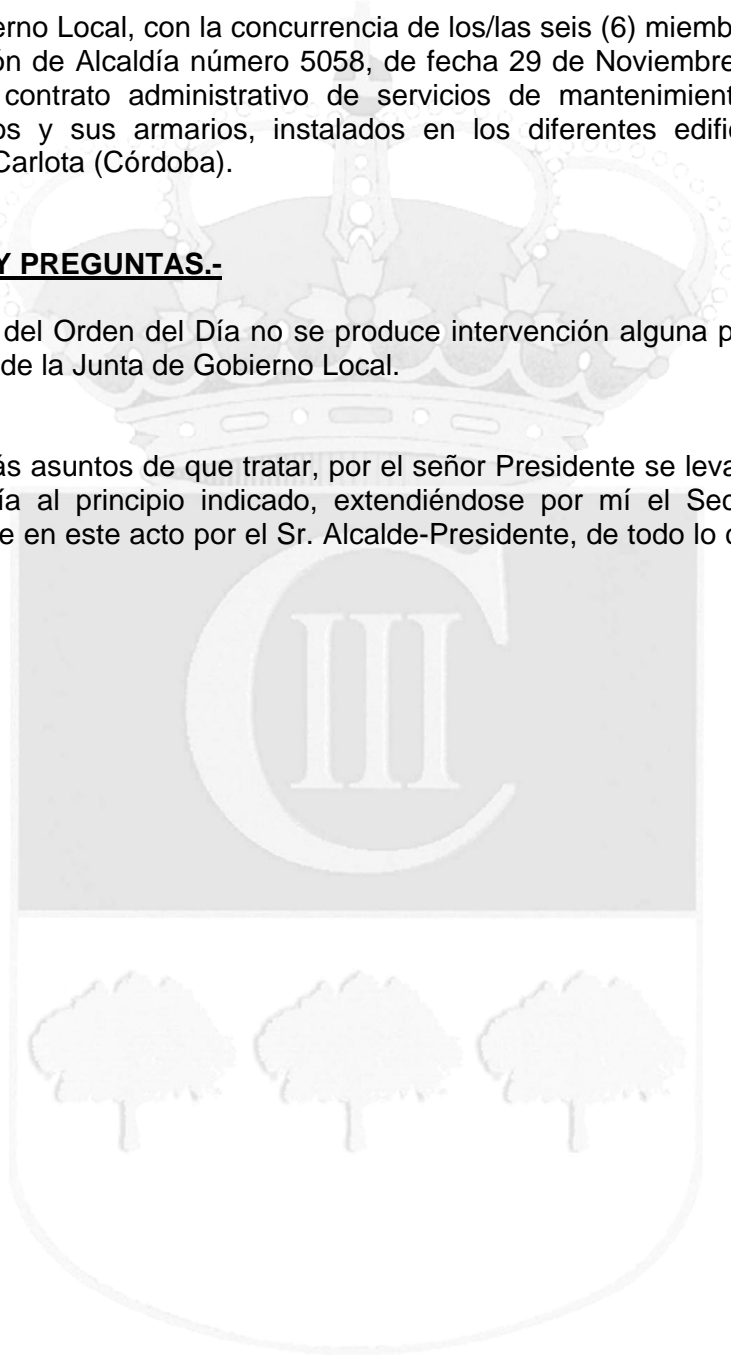 erno Local, con la concurrencia de los/las seis (6) miemb
ón de Alcaldía número 5058, de fecha 29 de Noviembre
contrato administrativo de servicios de mantenimient
os y sus armarios, instalados en los diferentes edific
Carlota (Córdoba).
Y PREGUNTAS.-
del Orden del Día no se produce intervención alguna p
de la Junta de Gobierno Local.
ás asuntos de que tratar, por el señor Presidente se leva
ía al principio indicado, extendiéndose por mí el Sec
e en este acto por el Sr. Alcalde-Presidente, de todo lo c
C III